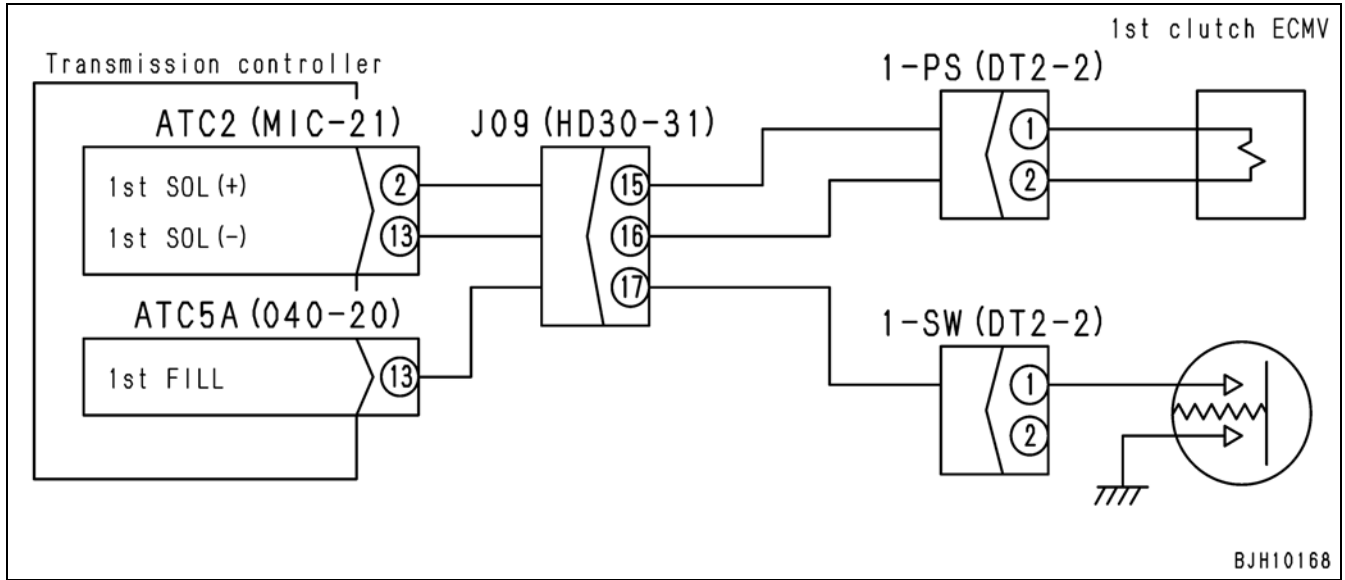 1st clutch ECMV
Transmission controller
1-PS (DT2-2)
ATC2 (MIC-21)
J09 (HD30-31)
1st SOL (+)
2
15
1
1st SOL (-)
13
16
2
17
ATC5A (040-20)
1-SW (DT2-2)
1st FILL
13
1
2
BJH10168